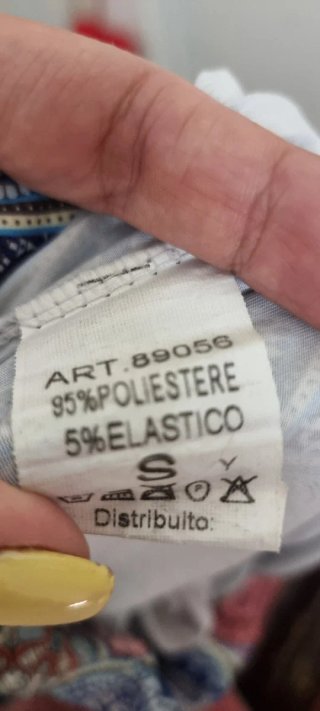 ART.89056
95%POLIESTERE
5%ELASTICO
S
Distribuito: